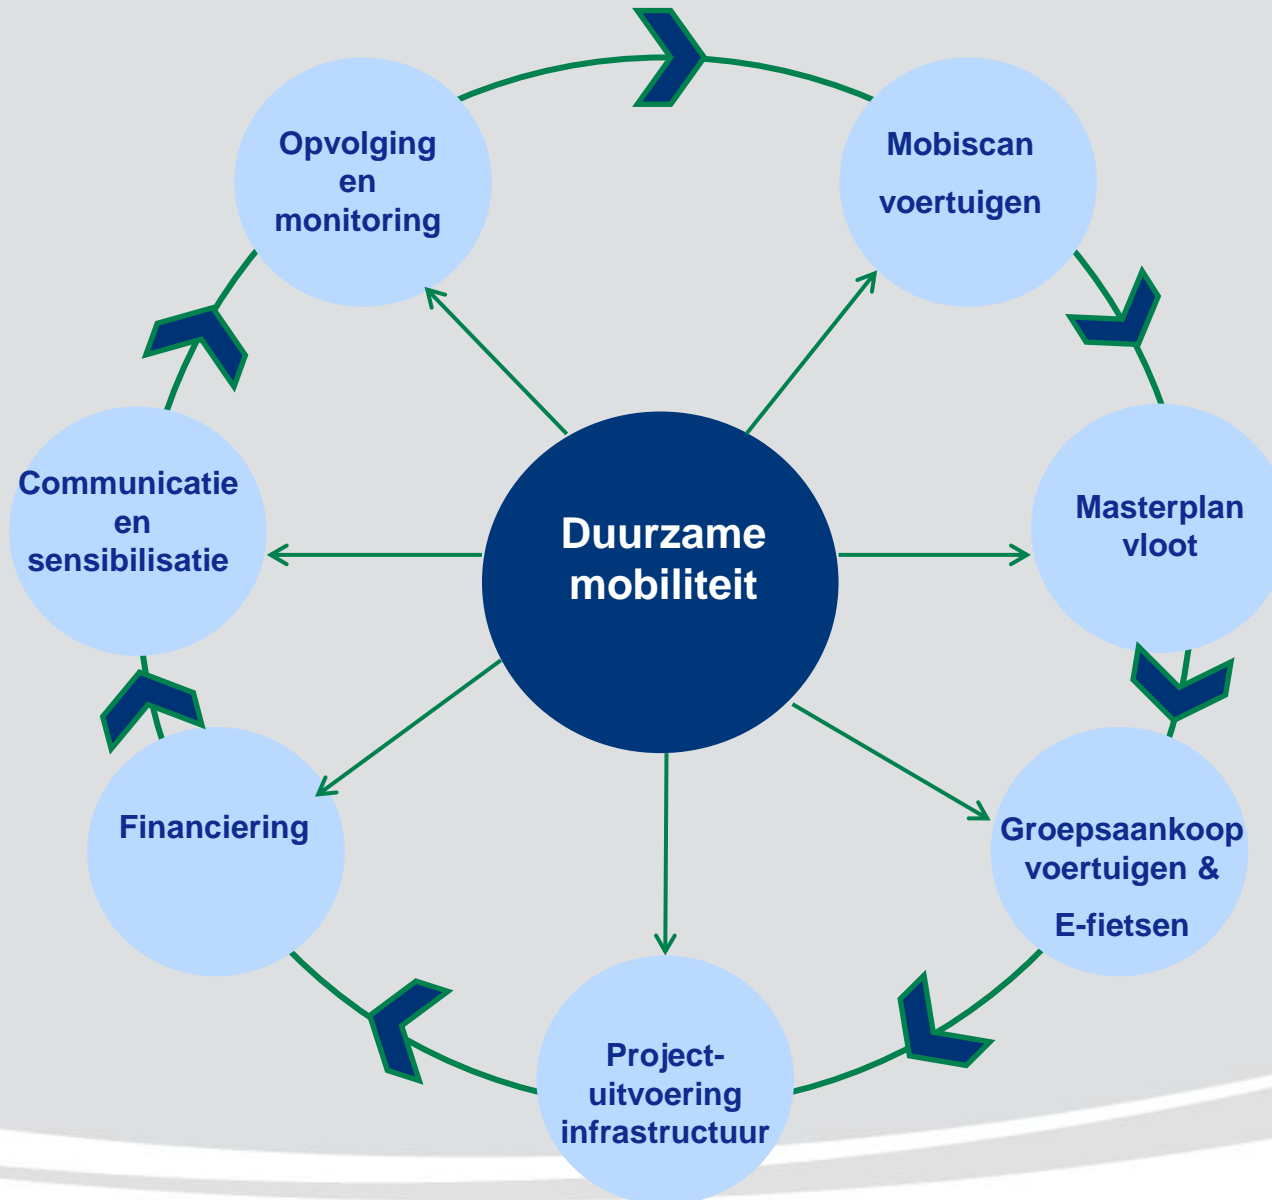 Opvolging
en
monitoring
Mobiscan
voertuigen
Communicatie
en
sensibilisatie
Duurzame
mobiliteit
Masterplan
vloot
Financiering
Groepsaankoop
voertuigen &
E-fietsen
Project-
uitvoering
infrastructuur